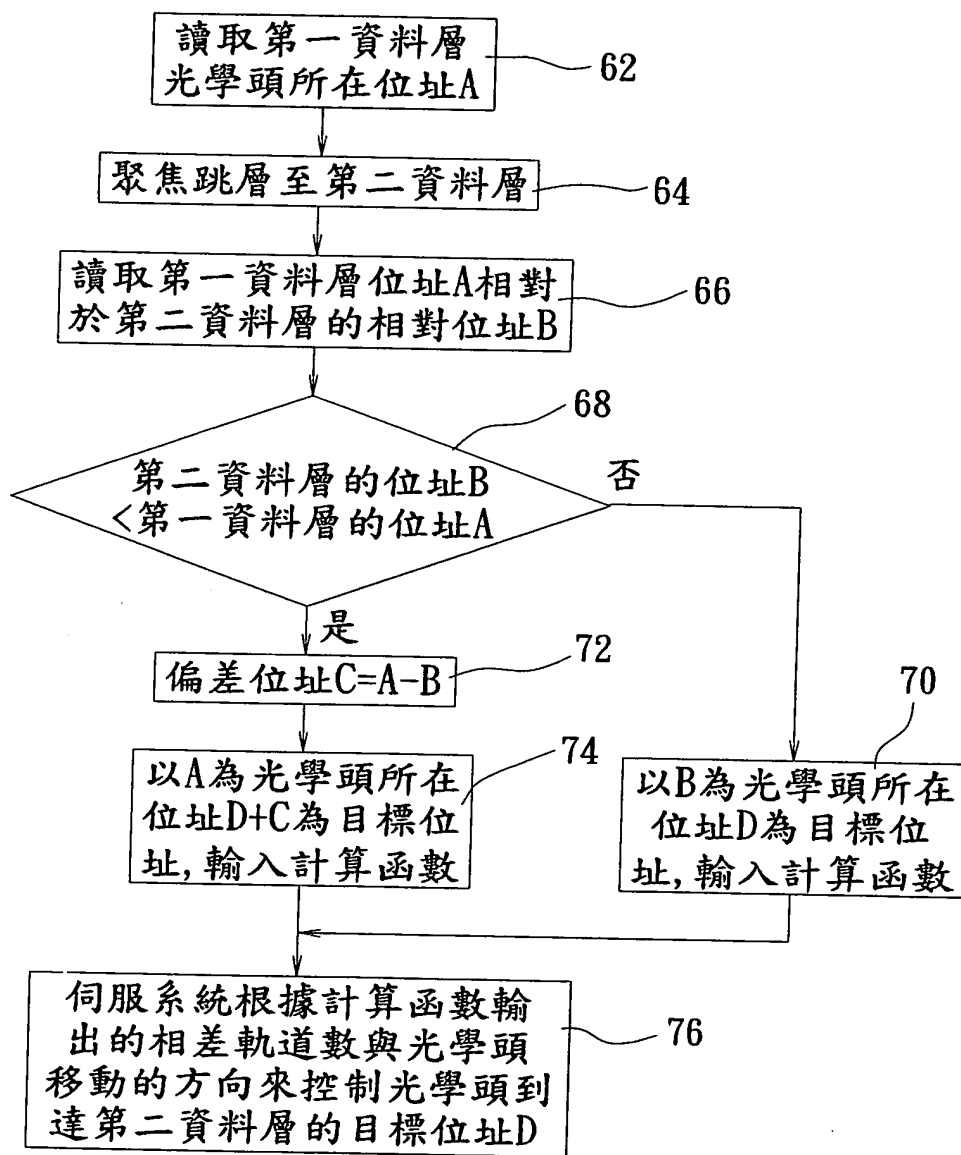 讀取第一資料層
光學頭所在位址A
62
聚焦跳層至第二資料層
64
讀取第一資料層位址A相對
於第二資料層的相對位址B
66
68
第二資料層的位址B
<第一資料層的位址A
否
是
偏差位址C=A-B
72
70
以A為光學頭所在
位址D+C為目標位
址,輸入計算函數
74
以B為光學頭所在
位址D為目標位
址,輸入計算函數
伺服系統根據計算函數輸
出的相差軌道數與光學頭
移動的方向來控制光學頭到
達第二資料層的目標位址D
76